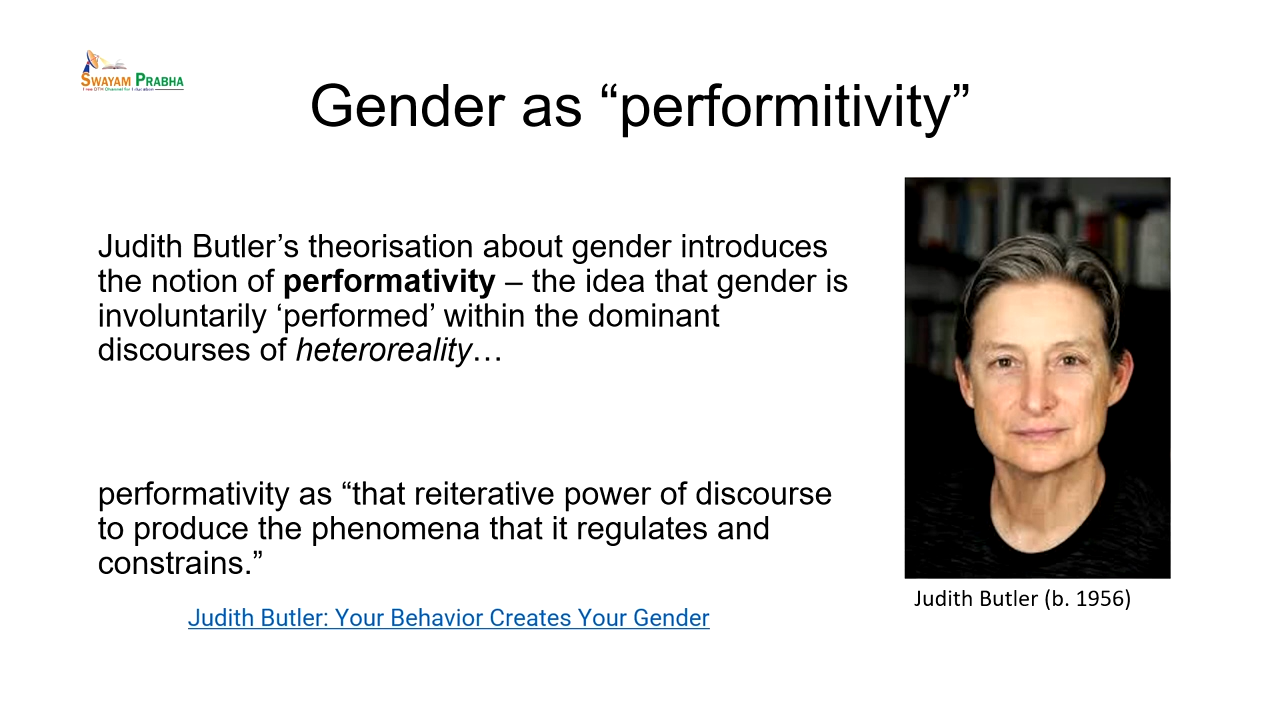 SWAYAM PRABHA
Gender as “performitivity”
Judith Butler’s theorisation about gender introduces
the notion of performativity – the idea that gender is
involuntarily ‘performed’ within the dominant
discourses of heteroreality…
performativity as “that reiterative power of discourse
to produce the phenomena that it regulates and
constrains.”
Judith Butler: Your Behavior Creates Your Gender
Judith Butler (b. 1956)